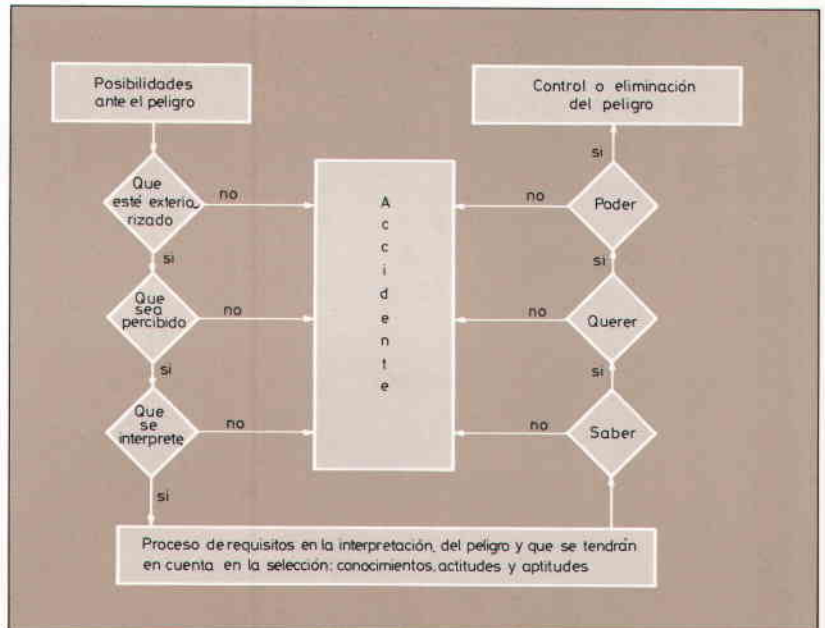 Posibilidades
ante el peligro
Que
esté exterio_
rizado
no
si
Que
sea
percibido
no
si
Que
se
interprete
no
si
Accidente
Proceso de requisitos en la interpretación, del peligro y que se tendrán
en cuenta en la selección: conocimientos, actitudes y aptitudes
Saber
no
si
Querer
no
si
Poder
no
si
Control o eliminación
del peligro